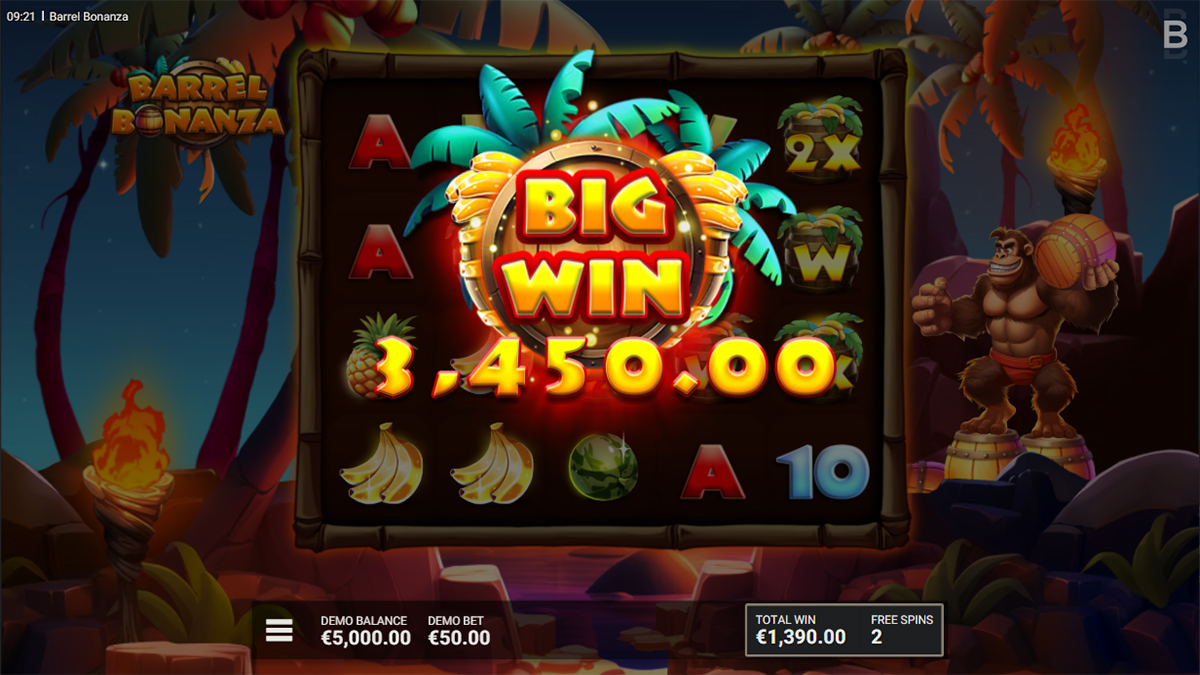 09:21 | Barrel Bonanza
B
BARREL
BONANZA
A
2X
BIG
WIN
A
W
3,450.00
A
10
DEMO BALANCE
€5,000.00
DEMO BET
€50.00
TOTAL WIN
€1,390.00
FREE SPINS
2